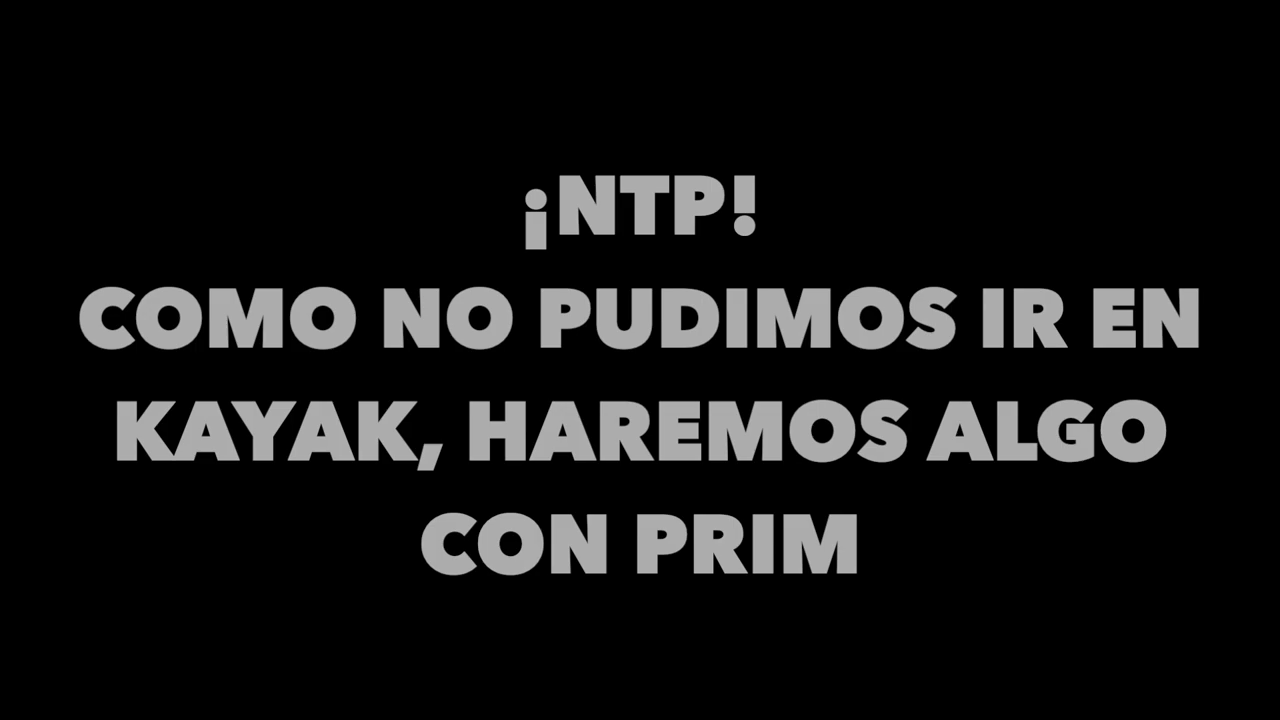 ¡NTP!
COMO NO PUDIMOS IR EN
KAYAK, HAREMOS ALGO
CON PRIM